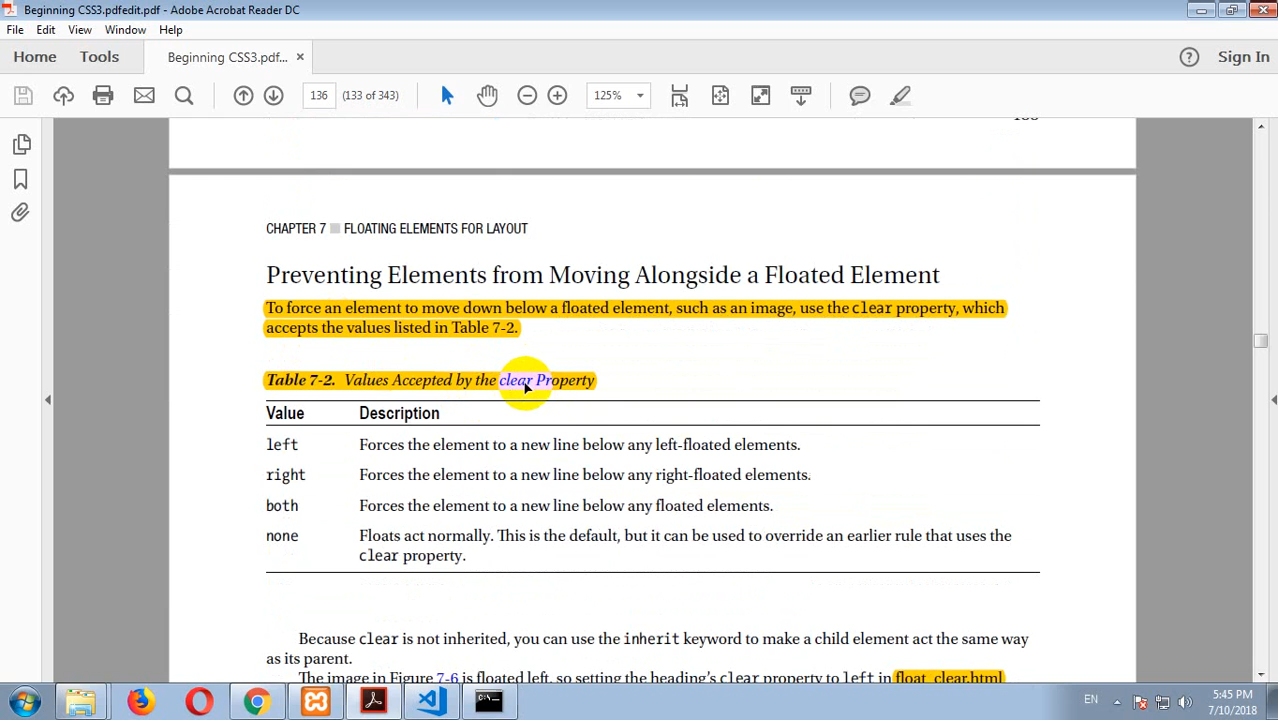 Beginning CSS3.pdfedit.pdf - Adobe Acrobat Reader DC
File Edit View Window Help
Home Tools Beginning CSS3.pdf... × Sign In
136 (133 of 343) 125%
CHAPTER 7 ■ FLOATING ELEMENTS FOR LAYOUT
Preventing Elements from Moving Alongside a Floated Element
To force an element to move down below a floated element, such as an image, use the clear property, which
accepts the values listed in Table 7-2.
Table 7-2. Values Accepted by the clear Property
Value Description
left Forces the element to a new line below any left-floated elements.
right Forces the element to a new line below any right-floated elements.
both Forces the element to a new line below any floated elements.
none Floats act normally. This is the default, but it can be used to override an earlier rule that uses the
clear property.
Because clear is not inherited, you can use the inherit keyword to make a child element act the same way
as its parent.
The image in Figure 7-6 is floated left, so setting the heading's clear property to left in float_clear.html
EN 5:45 PM
7/10/2018